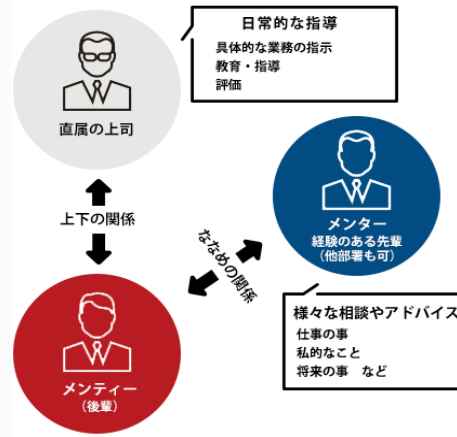 日常的な指導
具体的な業務の指示
教育・指導
評価
直属の上司
上下の関係
メンター
経験のある先輩
(他部署も可)
ななめの関係
様々な相談やアドバイス
仕事の事
私的なこと
将来の事 など
メンティー
(後輩)